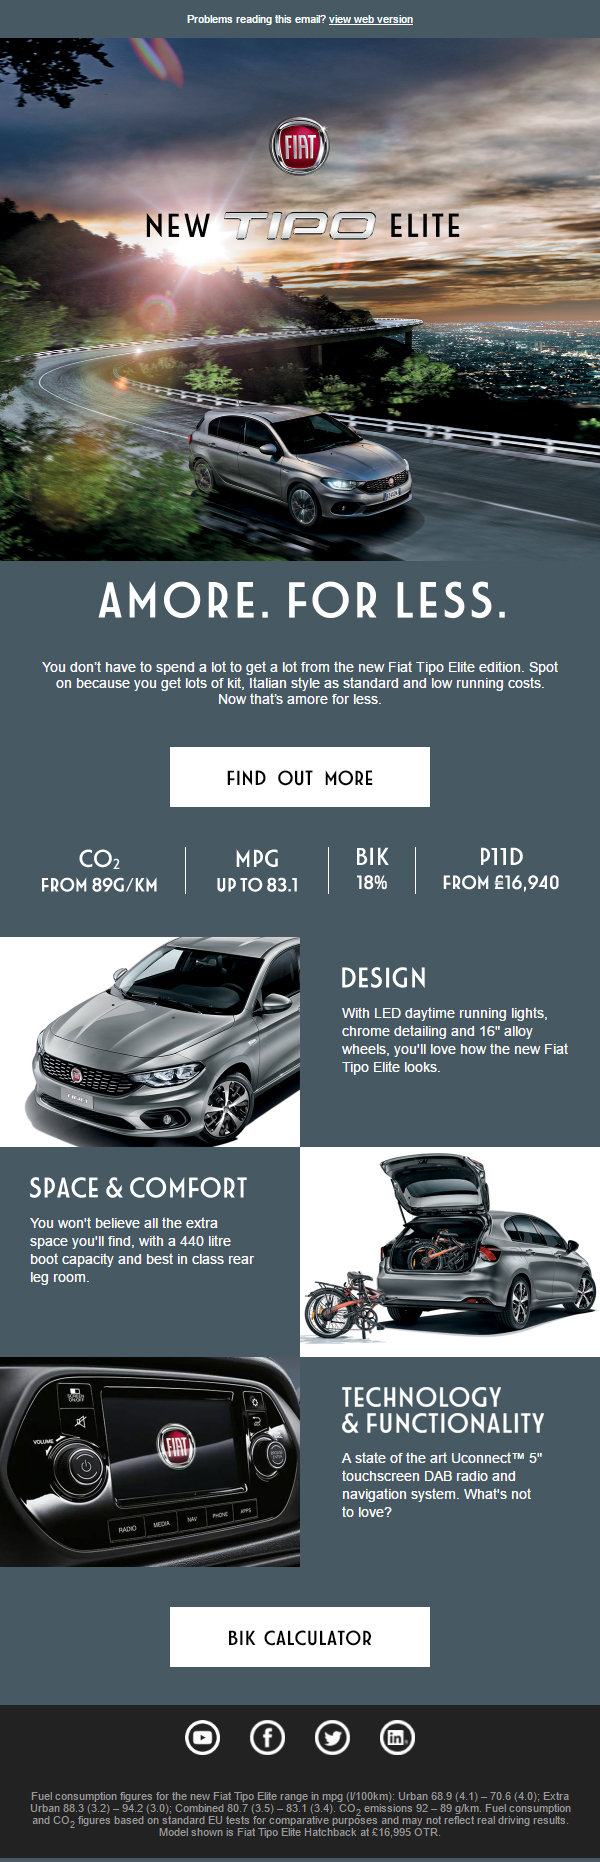 Problems reading this email? view web version
FIAT
NEW TIPO ELITE
AMORE. FOR LESS.
You don't have to spend a lot to get a lot from the new Fiat Tipo Elite edition. Spot
on because you get lots of kit, Italian style as standard and low running costs.
Now that's amore for less.
FIND OUT MORE
CO₂
FROM 89G/KM
MPG
UP TO 83.1
BIK
18%
P11D
FROM £16,940
DESIGN
With LED daytime running lights,
chrome detailing and 16" alloy
wheels, you'll love how the new Fiat
Tipo Elite looks.
SPACE & COMFORT
You won't believe all the extra
space you'll find, with a 440 litre
boot capacity and best in class rear
leg room.
SCREEN
ON/OFF
VOLUME
FIAT
RADIO
MEDIA
NAV
PHONE
APPS
TECHNOLOGY
& FUNCTIONALITY
A state of the art Uconnect™ 5"
touchscreen DAB radio and
navigation system. What's not
to love?
BIK CALCULATOR
Fuel consumption figures for the new Fiat Tipo Elite range in mpg (l/100km): Urban 68.9 (4.1) – 70.6 (4.0); Extra
Urban 88.3 (3.2) – 94.2 (3.0); Combined 80.7 (3.5) – 83.1 (3.4). CO₂ emissions 92 – 89 g/km. Fuel consumption
and CO₂ figures based on standard EU tests for comparative purposes and may not reflect real driving results.
Model shown is Fiat Tipo Elite Hatchback at £16,995 OTR.